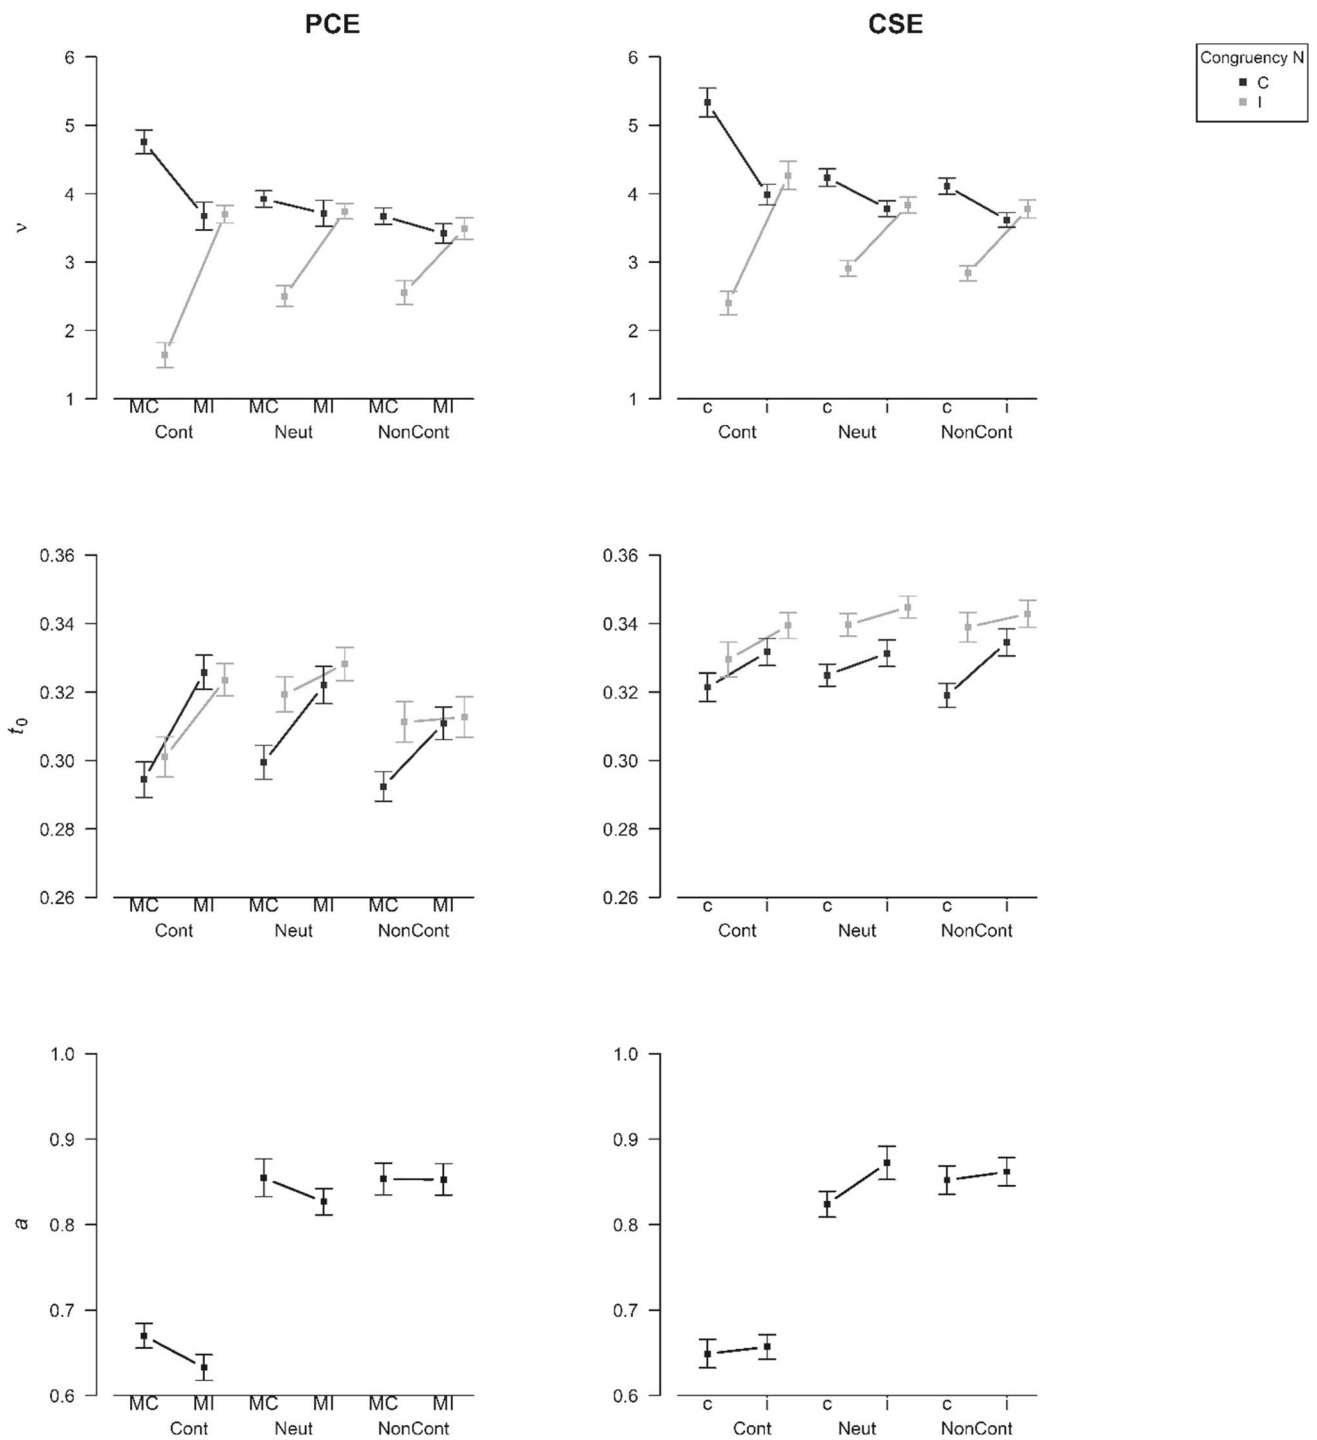 PCE
CSE
Congruency N
C
I
6
5
4
3
2
1
ν
MC MI MC MI MC MI
Cont Neut NonCont
6
5
4
3
2
1
c i c i c i
Cont Neut NonCont
0.36
0.34
0.32
0.30
0.28
0.26
t0
MC MI MC MI MC MI
Cont Neut NonCont
0.36
0.34
0.32
0.30
0.28
0.26
c i c i c i
Cont Neut NonCont
1.0
0.9
0.8
0.7
0.6
a
MC MI MC MI MC MI
Cont Neut NonCont
1.0
0.9
0.8
0.7
0.6
c i c i c i
Cont Neut NonCont